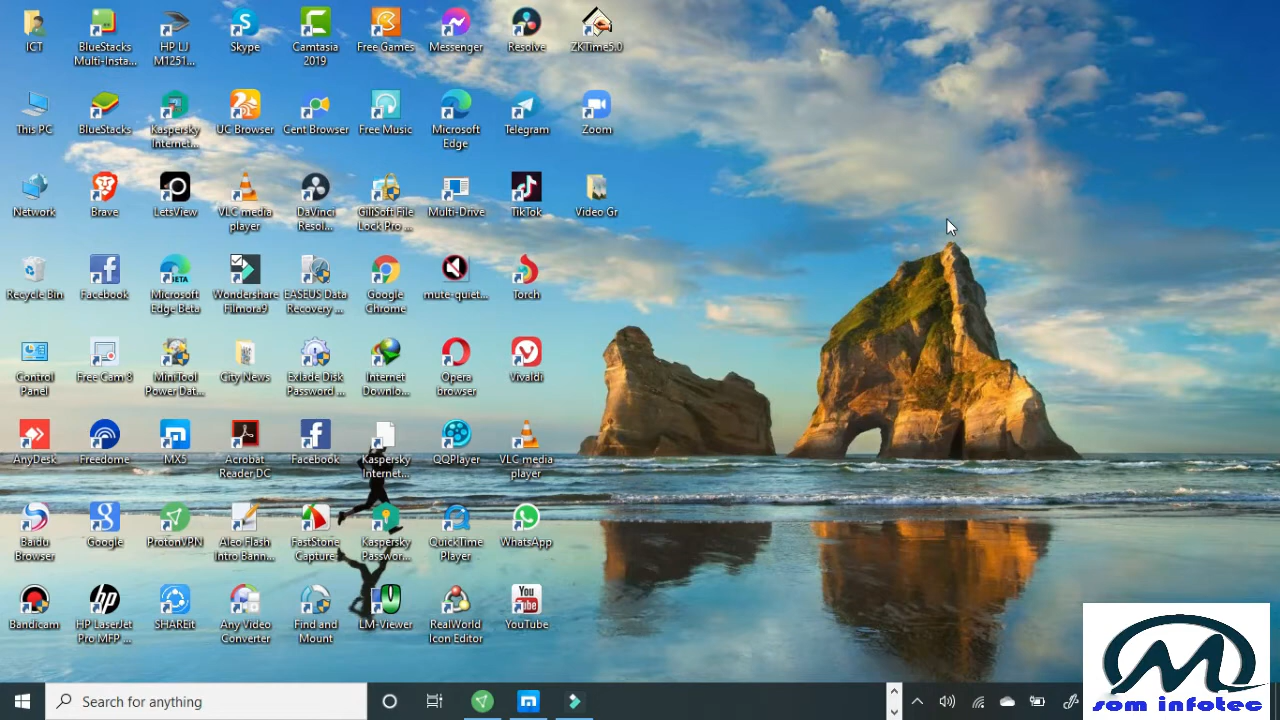 ICT
BlueStacks
Multi-Insta...
HP LJ
M1251...
Skype
Camtasia
2019
Free Games
Messenger
Resolve
ZKTime5.0
This PC
BlueStacks
Kaspersky
Internet...
UC Browser
Cent Browser
Free Music
Microsoft
Edge
Telegram
Zoom
Network
Brave
LetsView
VLC media
player
DaVinci
Resol...
GiliSoft File
Lock Pro ...
Multi-Drive
TikTok
Video Gr
Recycle Bin
Facebook
BETA
Microsoft
Edge Beta
Wondershare
Filmora9
EASEUS Data
Recovery ...
Google
Chrome
mute-quiet...
Torch
Control
Panel
Free Cam 8
MiniTool
Power Dat...
City News
Exlade Disk
Password ...
Internet
Downlo...
Opera
browser
Vivaldi
AnyDesk
Freedome
MX5
Acrobat
Reader DC
Facebook
Kaspersky
Internet...
QQPlayer
VLC media
player
Baidu
Browser
Google
ProtonVPN
Aleo Flash
Intro Bann...
FastStone
Capture
Kaspersky
Passwor...
QuickTime
Player
WhatsApp
Bandicam
hp
HP LaserJet
Pro MFP ...
SHAREit
Any Video
Converter
Find and
Mount
LM-Viewer
RealWorld
Icon Editor
You
Tube
YouTube
Search for anything
M
som infotec